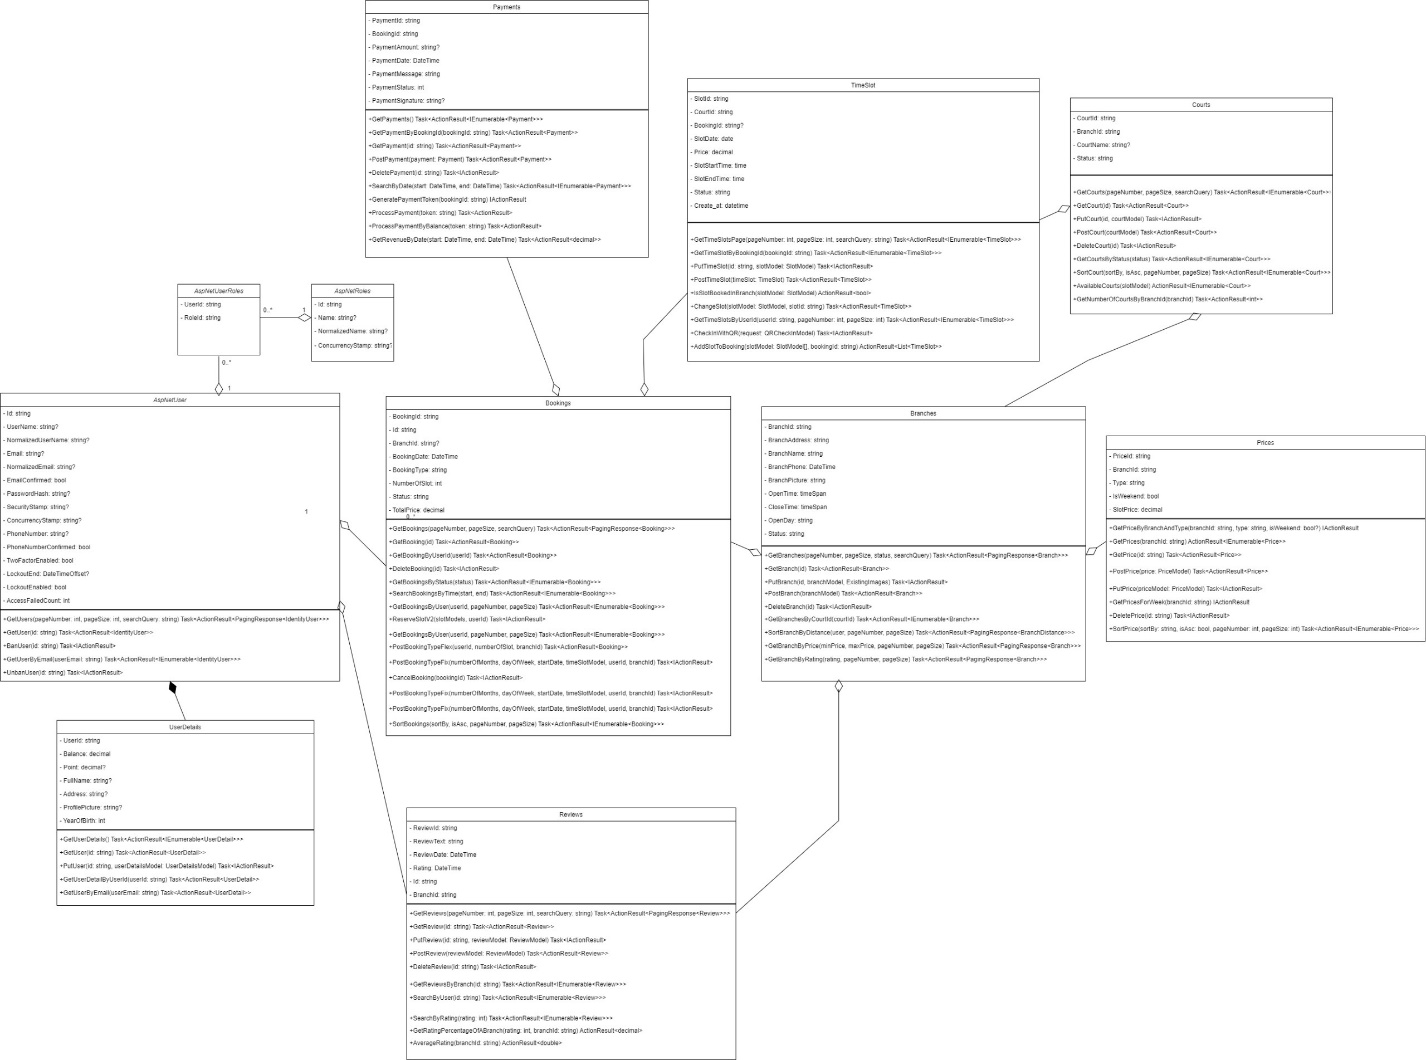 Payments
- PaymentId: string
- BookingId: string
- PaymentAmount: string?
- PaymentDate: DateTime
- PaymentMessage: string
- PaymentStatus: int
- PaymentSignature: string?
+GetPayments() Task<ActionResult<IEnumerable<Payment>>>
+GetPaymentByBookingId(bookingId: string) Task<ActionResult<Payment>>
+GetPayment(id: string) Task<ActionResult<Payment>>
+PostPayment(payment: Payment) Task<ActionResult<Payment>>
+DeletePayment(id: string) Task<IActionResult>
+SearchByDate(start: DateTime, end: DateTime) Task<ActionResult<IEnumerable<Payment>>>
+GeneratePaymentToken(bookingId: string) IActionResult
+ProcessPayment(token: string) Task<ActionResult>
+ProcessPaymentByBalance(token: string) Task<ActionResult>
+GetRevenueByDate(start: DateTime, end: DateTime) Task<ActionResult<decimal>>
TimeSlot
- SlotId: string
- CourtId: string
- BookingId: string?
- SlotDate: date
- Price: decimal
- SlotStartTime: time
- SlotEndTime: time
- Status: string
- Create_at: datetime
+GetTimeSlotsPage(pageNumber: int, pageSize: int, searchQuery: string) Task<ActionResult<IEnumerable<TimeSlot>>>
+GetTimeSlotByBookingId(bookingId: string) Task<ActionResult<IEnumerable<TimeSlot>>>
+PutTimeSlot(id: string, slotModel: SlotModel) Task<IActionResult>
+PostTimeSlot(timeSlot: TimeSlot) Task<ActionResult<TimeSlot>>
+IsSlotBookedInBranch(slotModel: SlotModel) ActionResult<bool>
+ChangeSlot(slotModel: SlotModel, slotId: string) Task<ActionResult<TimeSlot>>
+GetTimeSlotsByUserId(userId: string, pageNumber: int, pageSize: int) Task<ActionResult<IEnumerable<TimeSlot>>>
+CheckInWithQR(request: QRCheckInModel) Task<IActionResult>
+AddSlotToBooking(slotModel: SlotModel[], bookingId: string) ActionResult<List<TimeSlot>>
Courts
- CourtId: string
- BranchId: string
- CourtName: string?
- Status: string
+GetCourts(pageNumber, pageSize, searchQuery) Task<ActionResult<IEnumerable<Court>>>
+GetCourt(id) Task<ActionResult<Court>>
+PutCourt(id, courtModel) Task<IActionResult>
+PostCourt(courtModel) Task<ActionResult<Court>>
+DeleteCourt(id) Task<IActionResult>
+GetCourtsByStatus(status) Task<ActionResult<IEnumerable<Court>>>
+SortCourt(sortBy, isAsc, pageNumber, pageSize) Task<ActionResult<IEnumerable<Court>>>
+AvailableCourts(slotModel) ActionResult<IEnumerable<Court>>
+GetNumberOfCourtsByBranchId(branchId) Task<ActionResult<int>>
AspNetUserRoles
- UserId: string
- RoleId: string
0..*
1
AspNetRoles
- Id: string
- Name: string?
- NormalizedName: string?
- ConcurrencyStamp: string?
0..*
1
AspNetUser
- Id: string
- UserName: string?
- NormalizedUserName: string?
- Email: string?
- NormalizedEmail: string?
- EmailConfirmed: bool
- PasswordHash: string?
- SecurityStamp: string?
- ConcurrencyStamp: string?
- PhoneNumber: string?
- PhoneNumberConfirmed: bool
- TwoFactorEnabled: bool
- LockoutEnd: DateTimeOffset?
- LockoutEnabled: bool
- AccessFailedCount: int
1
+GetUsers(pageNumber: int, pageSize: int, searchQuery: string) Task<ActionResult<PagingResponse<IdentityUser>>>
+GetUser(id: string) Task<ActionResult<IdentityUser>>
+BanUser(id: string) Task<IActionResult>
+GetUserByEmail(userEmail: string) Task<ActionResult<IEnumerable<IdentityUser>>>
+UnbanUser(id: string) Task<IActionResult>
Bookings
- BookingId: string
- Id: string
- BranchId: string?
- BookingDate: DateTime
- BookingType: string
- NumberOfSlot: int
- Status: string
- TotalPrice: decimal
0..*
+GetBookings(pageNumber, pageSize, searchQuery) Task<ActionResult<PagingResponse<Booking>>>
+GetBooking(id) Task<ActionResult<Booking>>
+GetBookingByUserId(userId) Task<ActionResult<Booking>>
+DeleteBooking(id) Task<IActionResult>
+GetBookingsByStatus(status) Task<ActionResult<IEnumerable<Booking>>>
+SearchBookingsByTime(start, end) Task<ActionResult<IEnumerable<Booking>>>
+GetBookingsByUser(userId, pageNumber, pageSize) Task<ActionResult<IEnumerable<Booking>>>
+ReserveSlotV2(slotModels, userId) Task<IActionResult>
+GetBookingsByUser(userId, pageNumber, pageSize) Task<ActionResult<IEnumerable<Booking>>>
+PostBookingTypeFlex(userId, numberOfSlot, branchId) Task<ActionResult<Booking>>
+PostBookingTypeFix(numberOfMonths, dayOfWeek, startDate, timeSlotModel, userId, branchId) Task<IActionResult>
+CancelBooking(bookingId) Task<IActionResult>
+PostBookingTypeFix(numberOfMonths, dayOfWeek, startDate, timeSlotModel, userId, branchId) Task<IActionResult>
+PostBookingTypeFix(numberOfMonths, dayOfWeek, startDate, timeSlotModel, userId, branchId) Task<IActionResult>
+SortBookings(sortBy, isAsc, pageNumber, pageSize) Task<ActionResult<IEnumerable<Booking>>>
Branches
- BranchId: string
- BranchAddress: string
- BranchName: string
- BranchPhone: DateTime
- BranchPicture: string
- OpenTime: timeSpan
- CloseTime: timeSpan
- OpenDay: string
- Status: string
+GetBranches(pageNumber, pageSize, status, searchQuery) Task<ActionResult<PagingResponse<Branch>>>
+GetBranch(id) Task<ActionResult<Branch>>
+PutBranch(id, branchModel, ExistingImages) Task<IActionResult>
+PostBranch(branchModel) Task<ActionResult<Branch>>
+DeleteBranch(id) Task<IActionResult>
+GetBranchesByCourtId(courtId) Task<ActionResult<IEnumerable<Branch>>>
+SortBranchByDistance(user, pageNumber, pageSize) Task<ActionResult<PagingResponse<BranchDistance>>>
+GetBranchByPrice(minPrice, maxPrice, pageNumber, pageSize) Task<ActionResult<PagingResponse<Branch>>>
+GetBranchByRating(rating, pageNumber, pageSize) Task<ActionResult<PagingResponse<Branch>>>
Prices
- PriceId: string
- BranchId: string
- Type: string
- IsWeekend: bool
- SlotPrice: decimal
+GetPriceByBranchAndType(branchId: string, type: string, isWeekend: bool?) IActionResult
+GetPrices(branchId: string) ActionResult<IEnumerable<Price>>
+GetPrice(id: string) Task<ActionResult<Price>>
+PostPrice(price: PriceModel) Task<ActionResult<Price>>
+PutPrice(priceModel: PriceModel) Task<IActionResult>
+GetPricesForWeek(branchId: string) IActionResult
+DeletePrice(id: string) Task<IActionResult>
+SortPrice(sortBy: string, isAsc: bool, pageNumber: int, pageSize: int) Task<ActionResult<IEnumerable<Price>>>
UserDetails
- UserId: string
- Balance: decimal
- Point: decimal?
- FullName: string?
- Address: string?
- ProfilePicture: string?
- YearOfBirth: int
+GetUserDetails() Task<ActionResult<IEnumerable<UserDetail>>>
+GetUser(id: string) Task<ActionResult<UserDetail>>
+PutUser(id: string, userDetailsModel: UserDetailsModel) Task<IActionResult>
+GetUserDetailByUserId(userId: string) Task<ActionResult<UserDetail>>
+GetUserByEmail(userEmail: string) Task<ActionResult<UserDetail>>
Reviews
- ReviewId: string
- ReviewText: string
- ReviewDate: DateTime
- Rating: DateTime
- Id: string
- BranchId: string
+GetReviews(pageNumber: int, pageSize: int, searchQuery: string) Task<ActionResult<PagingResponse<Review>>>
+GetReview(id: string) Task<ActionResult<Review>>
+PutReview(id: string, reviewModel: ReviewModel) Task<IActionResult>
+PostReview(reviewModel: ReviewModel) Task<ActionResult<Review>>
+DeleteReview(id: string) Task<IActionResult>
+GetReviewsByBranch(id: string) Task<ActionResult<IEnumerable<Review>>>
+SearchByUser(id: string) Task<ActionResult<IEnumerable<Review>>>
+SearchByRating(rating: int) Task<ActionResult<IEnumerable<Review>>>
+GetRatingPercentageOfABranch(rating: int, branchId: string) ActionResult<decimal>
+AverageRating(branchId: string) ActionResult<double>